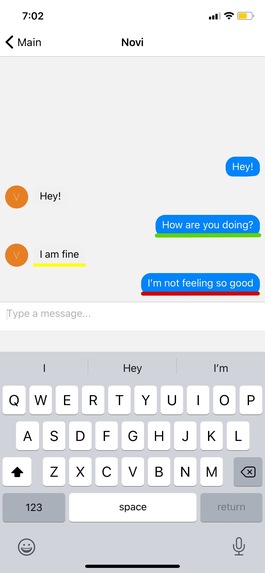 7:02
Main
Novi
Hey!
V
Hey!
How are you doing?
V
I am fine
I'm not feeling so good
Type a message...
I
Hey
I'm
Q W E R T Y U I O P
A S D F G H J K L
Z X C V B N M
123
space
return